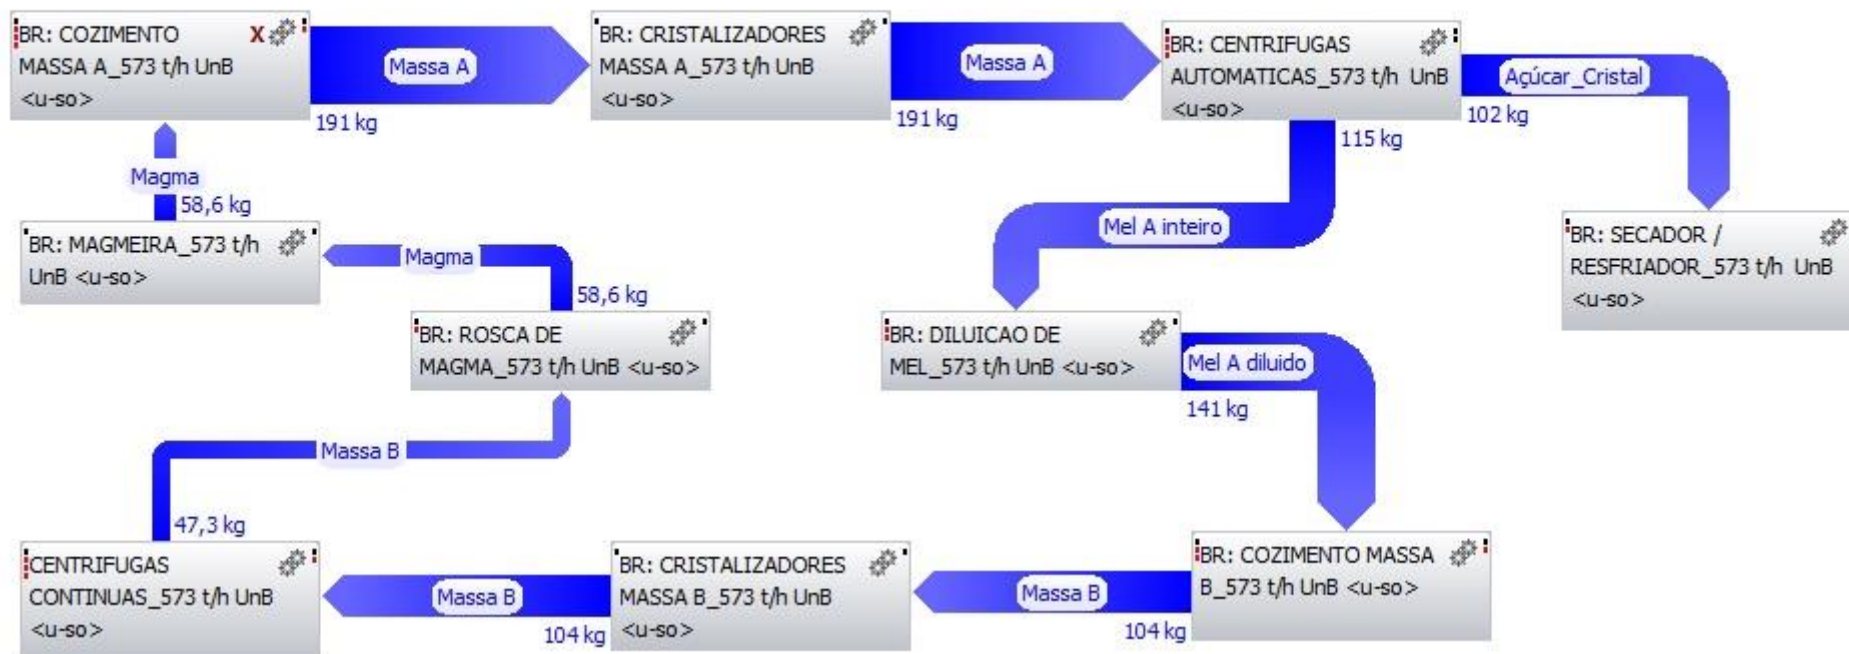 BR: COZIMENTO X
MASSA A_573 t/h UnB
<u-so>
Massa A
191 kg
BR: CRISTALIZADORES
MASSA A_573 t/h UnB
<u-so>
Massa A
191 kg
BR: CENTRIFUGAS
AUTOMATICAS_573 t/h UnB
<u-so>
Açúcar_Cristal
102 kg
115 kg
Magma
58,6 kg
BR: MAGMEIRA_573 t/h
UnB <u-so>
Magma
58,6 kg
Mel A inteiro
BR: SECADOR /
RESFRIADOR_573 t/h UnB
<u-so>
BR: ROSCA DE
MAGMA_573 t/h UnB <u-so>
BR: DILUICAO DE
MEL_573 t/h UnB <u-so>
Mel A diluido
141 kg
Massa B
47,3 kg
CENTRIFUGAS
CONTINUAS_573 t/h UnB
<u-so>
Massa B
104 kg
BR: CRISTALIZADORES
MASSA B_573 t/h UnB
<u-so>
Massa B
104 kg
BR: COZIMENTO MASSA
B_573 t/h UnB <u-so>